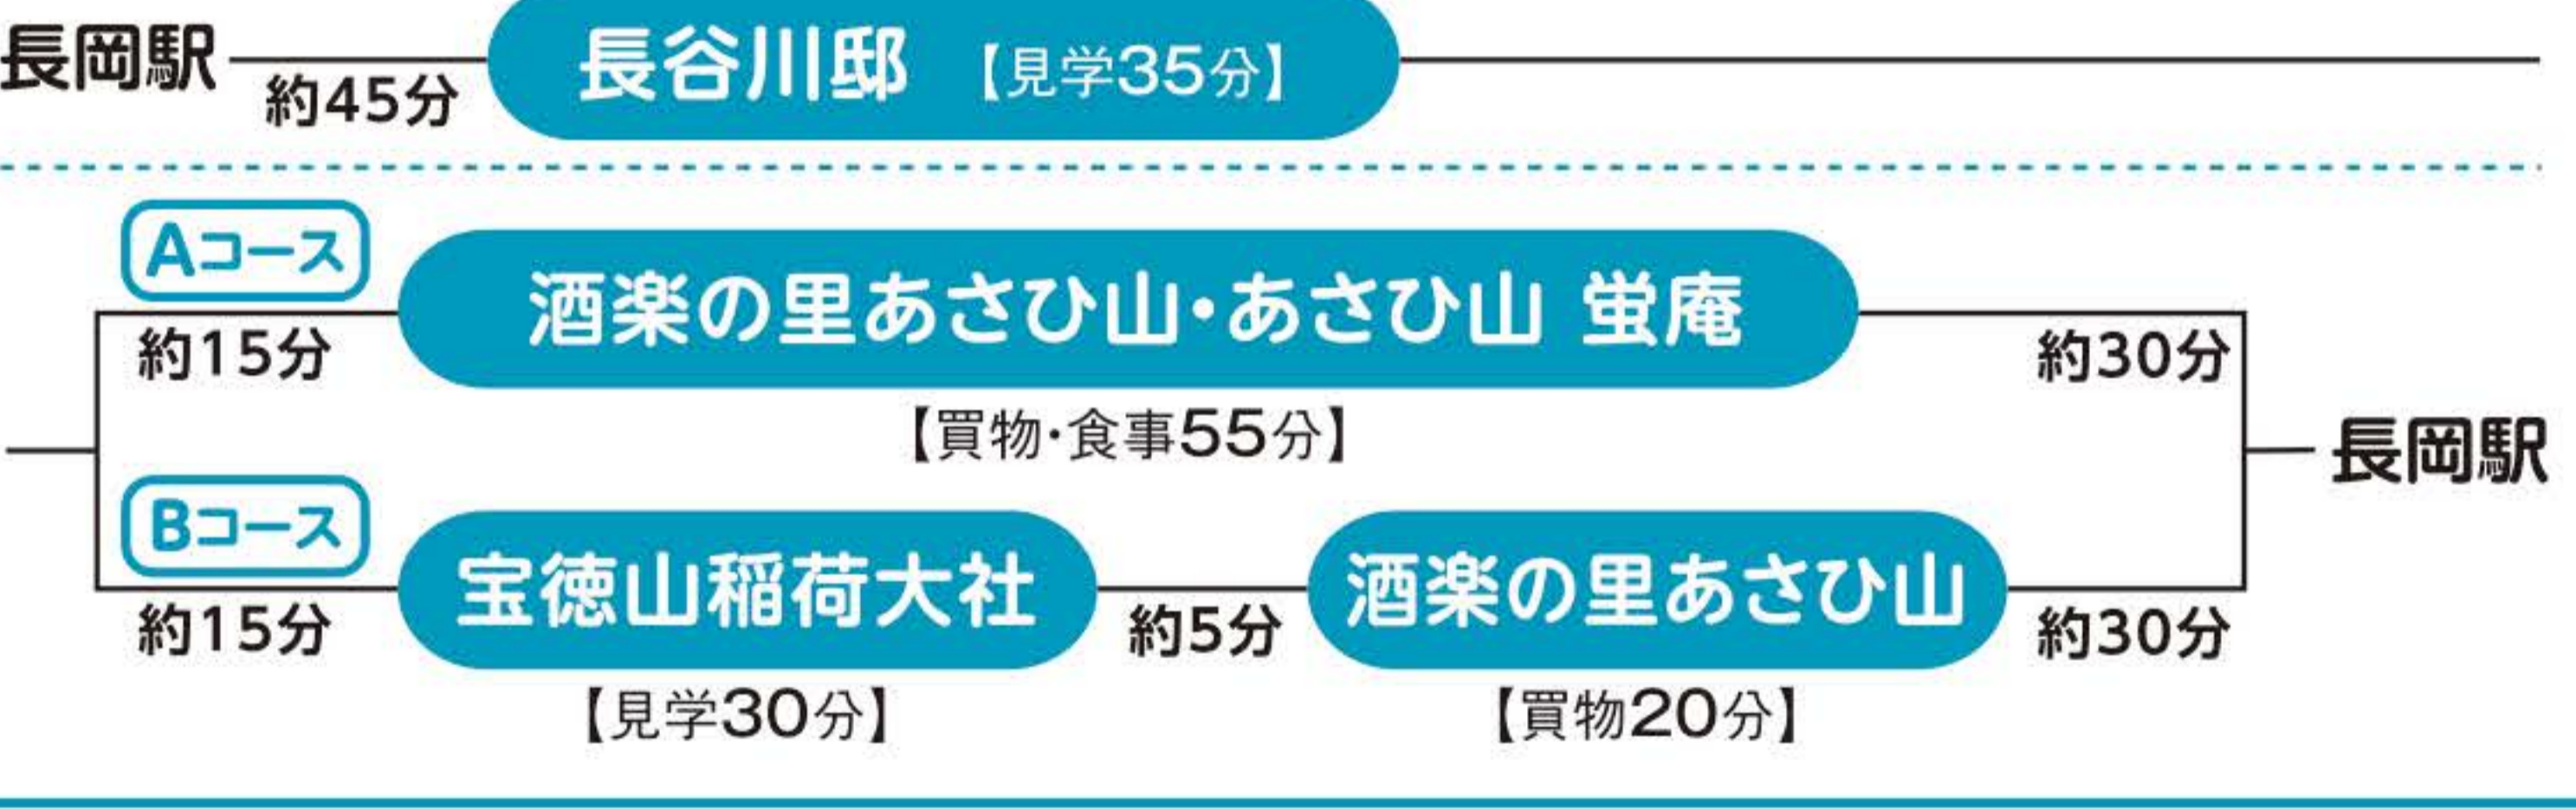 長岡駅
約45分
長谷川邸 【見学35分】
Aコース
約15分
酒楽の里あさひ山・あさひ山 蛍庵
【買物・食事55分】
約30分
Bコース
約15分
宝徳山稲荷大社
【見学30分】
約5分
酒楽の里あさひ山
【買物20分】
約30分
長岡駅